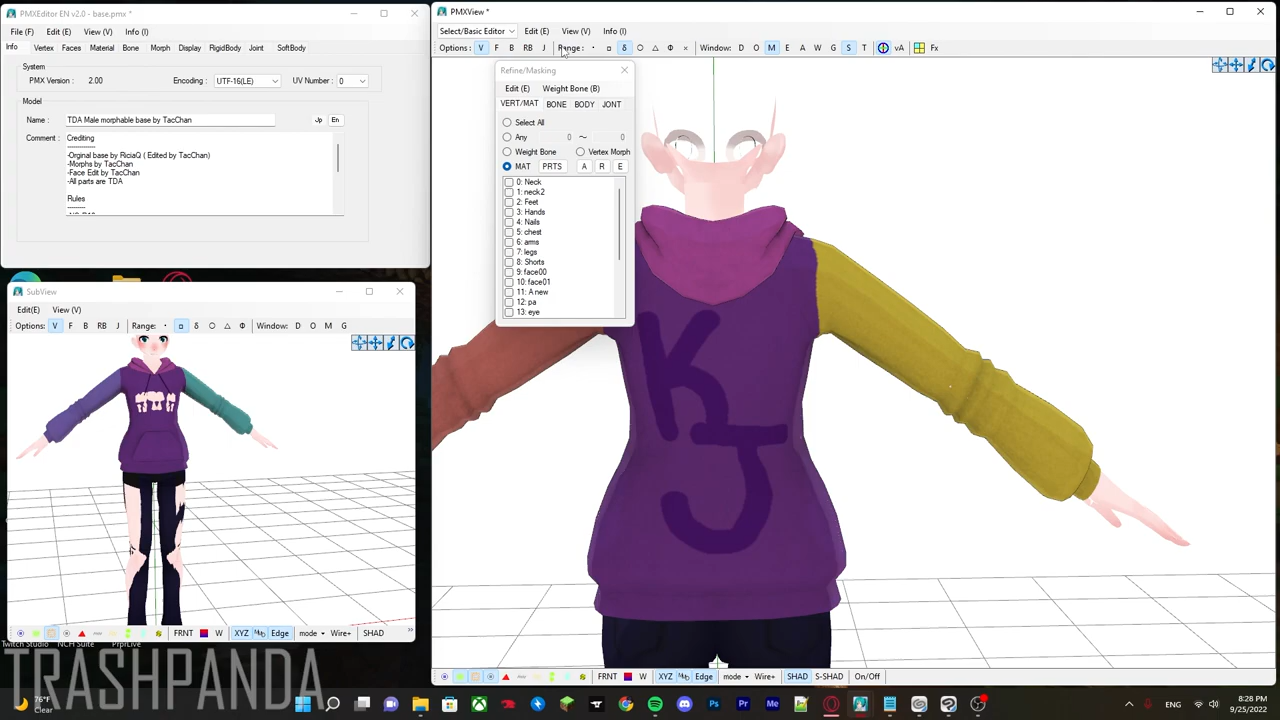 PMXEditor EN v2.0 - base.pmx *
File (F) Edit (E) View (V) Info (I)
Info Vertex Faces Material Bone Morph Display RigidBody Joint SoftBody
System
PMX Version : 2.00 Encoding : UTF-16(LE) UV Number : 0
Model
Name : TDA Male morphable base by TacChan Jp En
Comment : Crediting
--------------
-Orginal base by RiciaQ ( Edited by TacChan)
-Morphs by TacChan
-Face Edit by TacChan
-All parts are TDA
Rules
--------
SubView
Edit(E) View (V)
Options: V F B RB J Range: · ¤ δ ○ △ Φ Window: D O M G
FRNT W XYZ Edge mode Wire+ SHAD »
PMXView *
Select/Basic Editor Edit (E) View (V) Info (I)
Options : V F B RB J Range : · ¤ δ ○ △ Φ × Window: D O M E A W G S T vA Fx
Refine/Masking
Edit (E) Weight Bone (B)
VERT/MAT BONE BODY JONT
Select All
Any 0 ~ 0
Weight Bone Vertex Morph
MAT PRTS A R E
0: Neck
1: neck2
2: Feet
3: Hands
4: Nails
5: chest
6: arms
7: legs
8: Shorts
9: face00
10: face01
11: A new
12: pa
13: eye
K
J
FRNT W XYZ Edge mode Wire+ SHAD S-SHAD On/Off
Twitch Studio NCH Suite PrprLive
TRASHPANDA
76°F
Clear
8:28 PM
9/25/2022